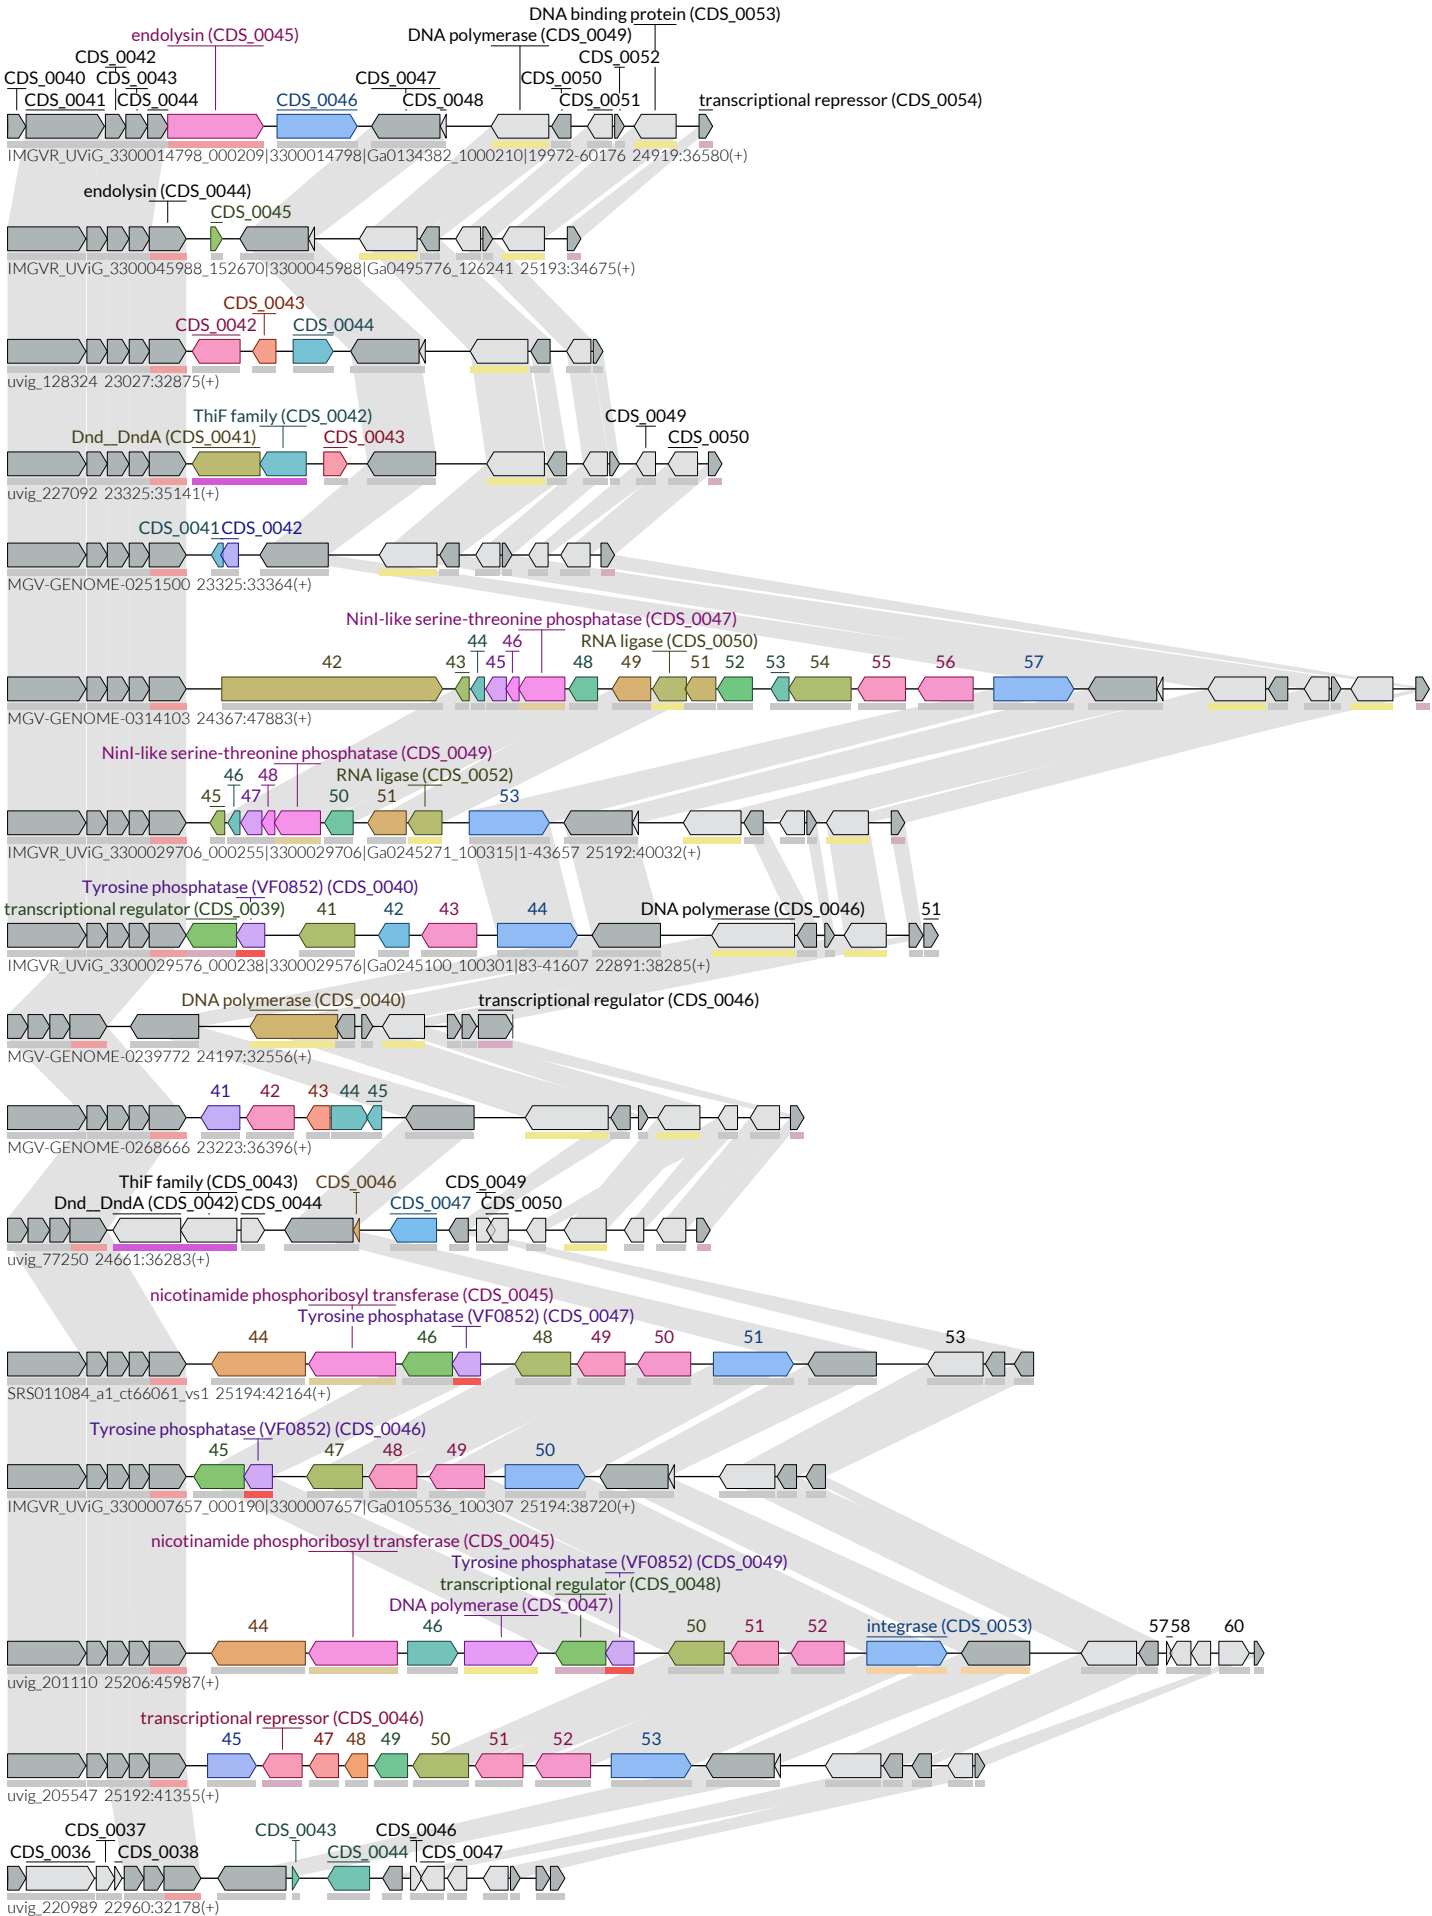 DNA binding protein (CDS_0053)
endolysin (CDS_0045) DNA polymerase (CDS_0049)
CDS_0042 CDS_0052
CDS_0040 CDS_0043 CDS_0047 CDS_0050
CDS_0041 CDS_0044 CDS_0046 CDS_0048 CDS_0051 transcriptional repressor (CDS_0054)
IMGVR_UViG_3300014798_000209|3300014798|Ga0134382_1000210|19972-60176 24919:36580(+)
endolysin (CDS_0044)
CDS_0045
IMGVR_UViG_3300045988_152670|3300045988|Ga0495776_126241 25193:34675(+)
CDS_0043
CDS_0042 CDS_0044
uvig_128324 23027:32875(+)
ThiF family (CDS_0042) CDS_0049
Dnd__DndA (CDS_0041) CDS_0043 CDS_0050
uvig_227092 23325:35141(+)
CDS_0041 CDS_0042
MGV-GENOME-0251500 23325:33364(+)
NinI-like serine-threonine phosphatase (CDS_0047)
44 46 RNA ligase (CDS_0050)
42 43 45 48 49 51 52 53 54 55 56 57
MGV-GENOME-0314103 24367:47883(+)
NinI-like serine-threonine phosphatase (CDS_0049)
46 48 RNA ligase (CDS_0052)
45 47 50 51 53
IMGVR_UViG_3300029706_000255|3300029706|Ga0245271_100315|1-43657 25192:40032(+)
Tyrosine phosphatase (VF0852) (CDS_0040)
transcriptional regulator (CDS_0039) 41 42 43 44 DNA polymerase (CDS_0046) 51
IMGVR_UViG_3300029576_000238|3300029576|Ga0245100_100301|83-41607 22891:38285(+)
DNA polymerase (CDS_0040) transcriptional regulator (CDS_0046)
MGV-GENOME-0239772 24197:32556(+)
41 42 43 44 45
MGV-GENOME-0268666 23223:36396(+)
ThiF family (CDS_0043) CDS_0046 CDS_0049
Dnd__DndA (CDS_0042) CDS_0044 CDS_0047 CDS_0050
uvig_77250 24661:36283(+)
nicotinamide phosphoribosyl transferase (CDS_0045)
Tyrosine phosphatase (VF0852) (CDS_0047)
44 46 48 49 50 51 53
SRS011084_a1_ct66061_vs1 25194:42164(+)
Tyrosine phosphatase (VF0852) (CDS_0046)
45 47 48 49 50
IMGVR_UViG_3300007657_000190|3300007657|Ga0105536_100307 25194:38720(+)
nicotinamide phosphoribosyl transferase (CDS_0045)
Tyrosine phosphatase (VF0852) (CDS_0049)
transcriptional regulator (CDS_0048)
DNA polymerase (CDS_0047)
44 46 50 51 52 integrase (CDS_0053) 57 58 60
uvig_201110 25206:45987(+)
transcriptional repressor (CDS_0046)
45 47 48 49 50 51 52 53
uvig_205547 25192:41355(+)
CDS_0037 CDS_0043 CDS_0046
CDS_0036 CDS_0038 CDS_0044 CDS_0047
uvig_220989 22960:32178(+)